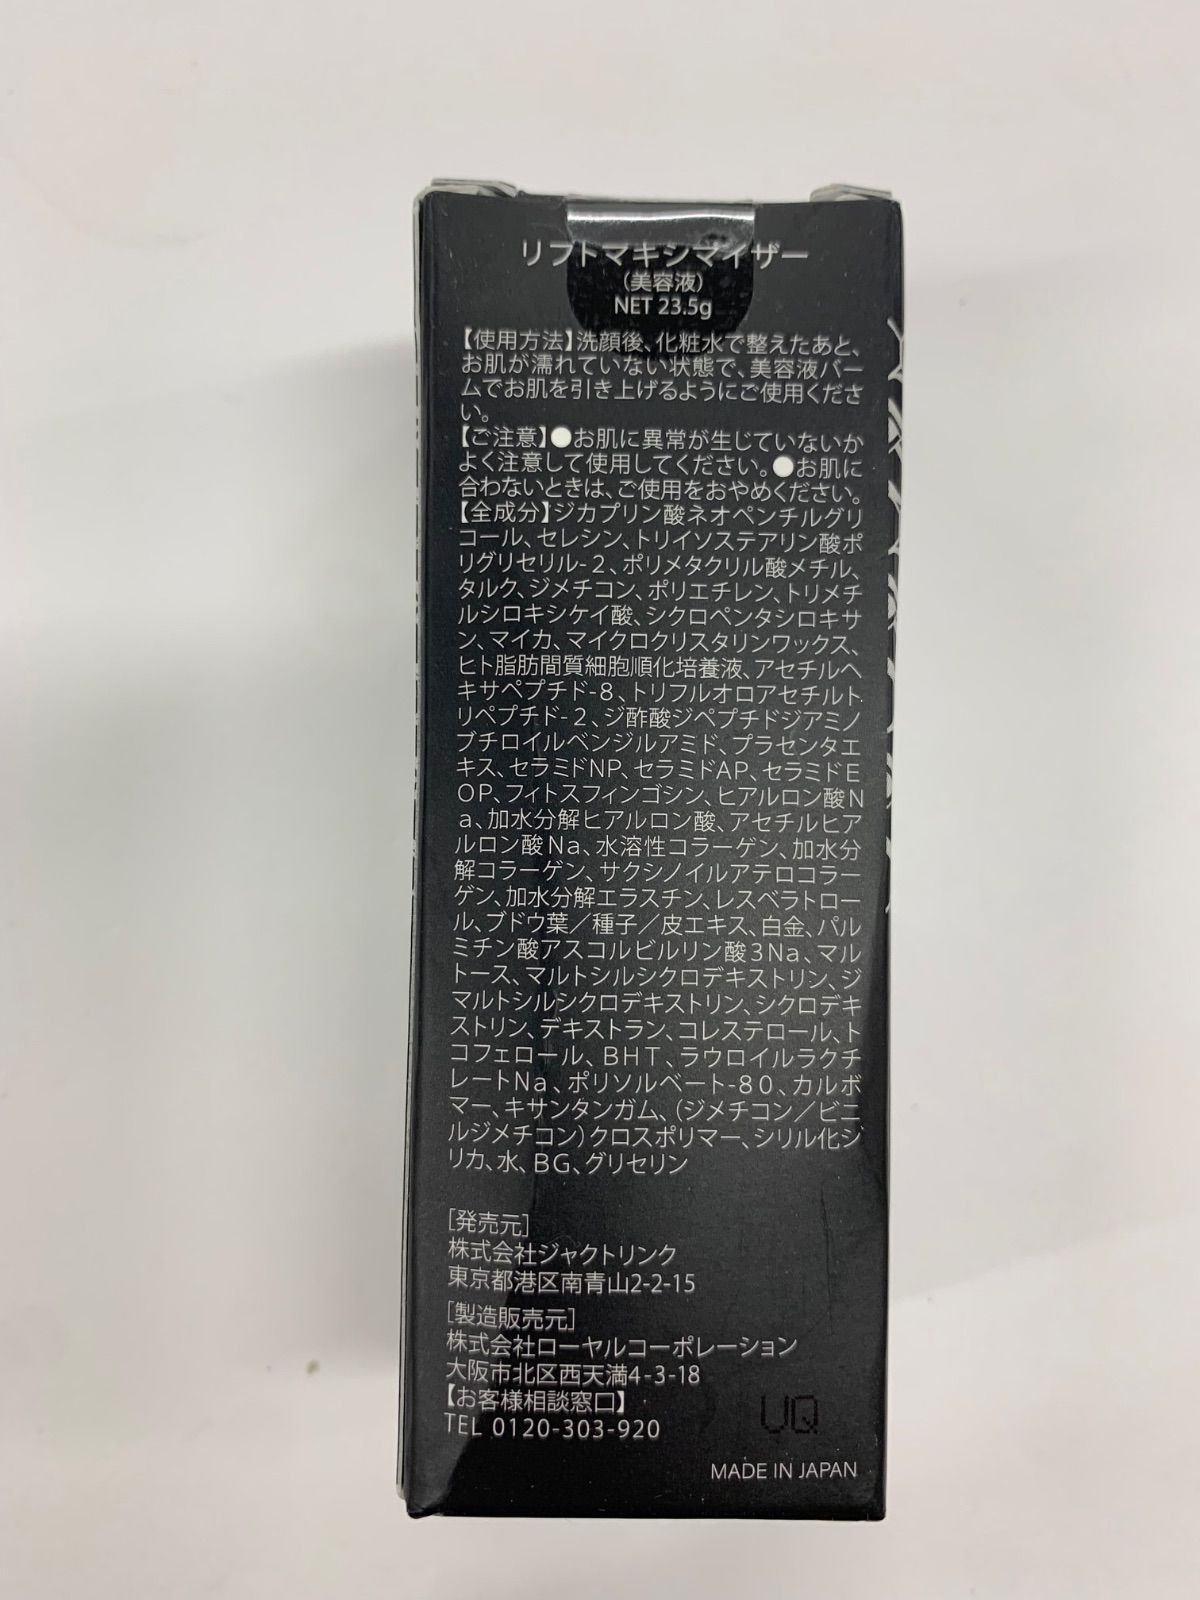 リフトマキシマイザー
(美容液)
NET 23.5g
【使用方法】洗顔後、化粧水で整えたあと、
お肌が濡れていない状態で、美容液バー
ムでお肌を引き上げるようにご使用くださ
い。
【ご注意】●お肌に異常が生じていないか
よく注意して使用してください。●お肌に
合わないときは、ご使用をおやめください。
【全成分】ジカプリン酸ネオペンチルグリ
コール、セレシン、トリイソステアリン酸ポ
リグリセリル-2、ポリメタクリル酸メチル、
タルク、ジメチコン、ポリエチレン、トリメチ
ルシロキシケイ酸、シクロペンタシロキサ
ン、マイカ、マイクロクリスタリンワックス、
ヒト脂肪間質細胞順化培養液、アセチルヘ
キサペプチド-8、トリフルオロアセチルト
リペプチド-2、ジ酢酸ジペプチドジアミノ
ブチロイルベンジルアミド、プラセンタエ
キス、セラミドNP、セラミドAP、セラミドE
OP、フィトスフィンゴシン、ヒアルロン酸N
a、加水分解ヒアルロン酸、アセチルヒア
ルロン酸Na、水溶性コラーゲン、加水分
解コラーゲン、サクシノイルアテロコラー
ゲン、加水分解エラスチン、レスベラトロー
ル、ブドウ葉/種子/皮エキス、白金、パル
ミチン酸アスコルビルリン酸3Na、マル
トース、マルトシルシクロデキストリン、ジ
マルトシルシクロデキストリン、シクロデキ
ストリン、デキストラン、コレステロール、ト
コフェロール、BHT、ラウロイルラクチ
レートNa、ポリソルベート-80、カルボ
マー、キサンタンガム、(ジメチコン/ビニ
ルジメチコン)クロスポリマー、シリル化シ
リカ、水、BG、グリセリン
[発売元]
株式会社ジャクトリンク
東京都港区南青山2-2-15
[製造販売元]
株式会社ローヤルコーポレーション
大阪市北区西天満4-3-18
【お客様相談窓口】
TEL 0120-303-920
UQ
MADE IN JAPAN